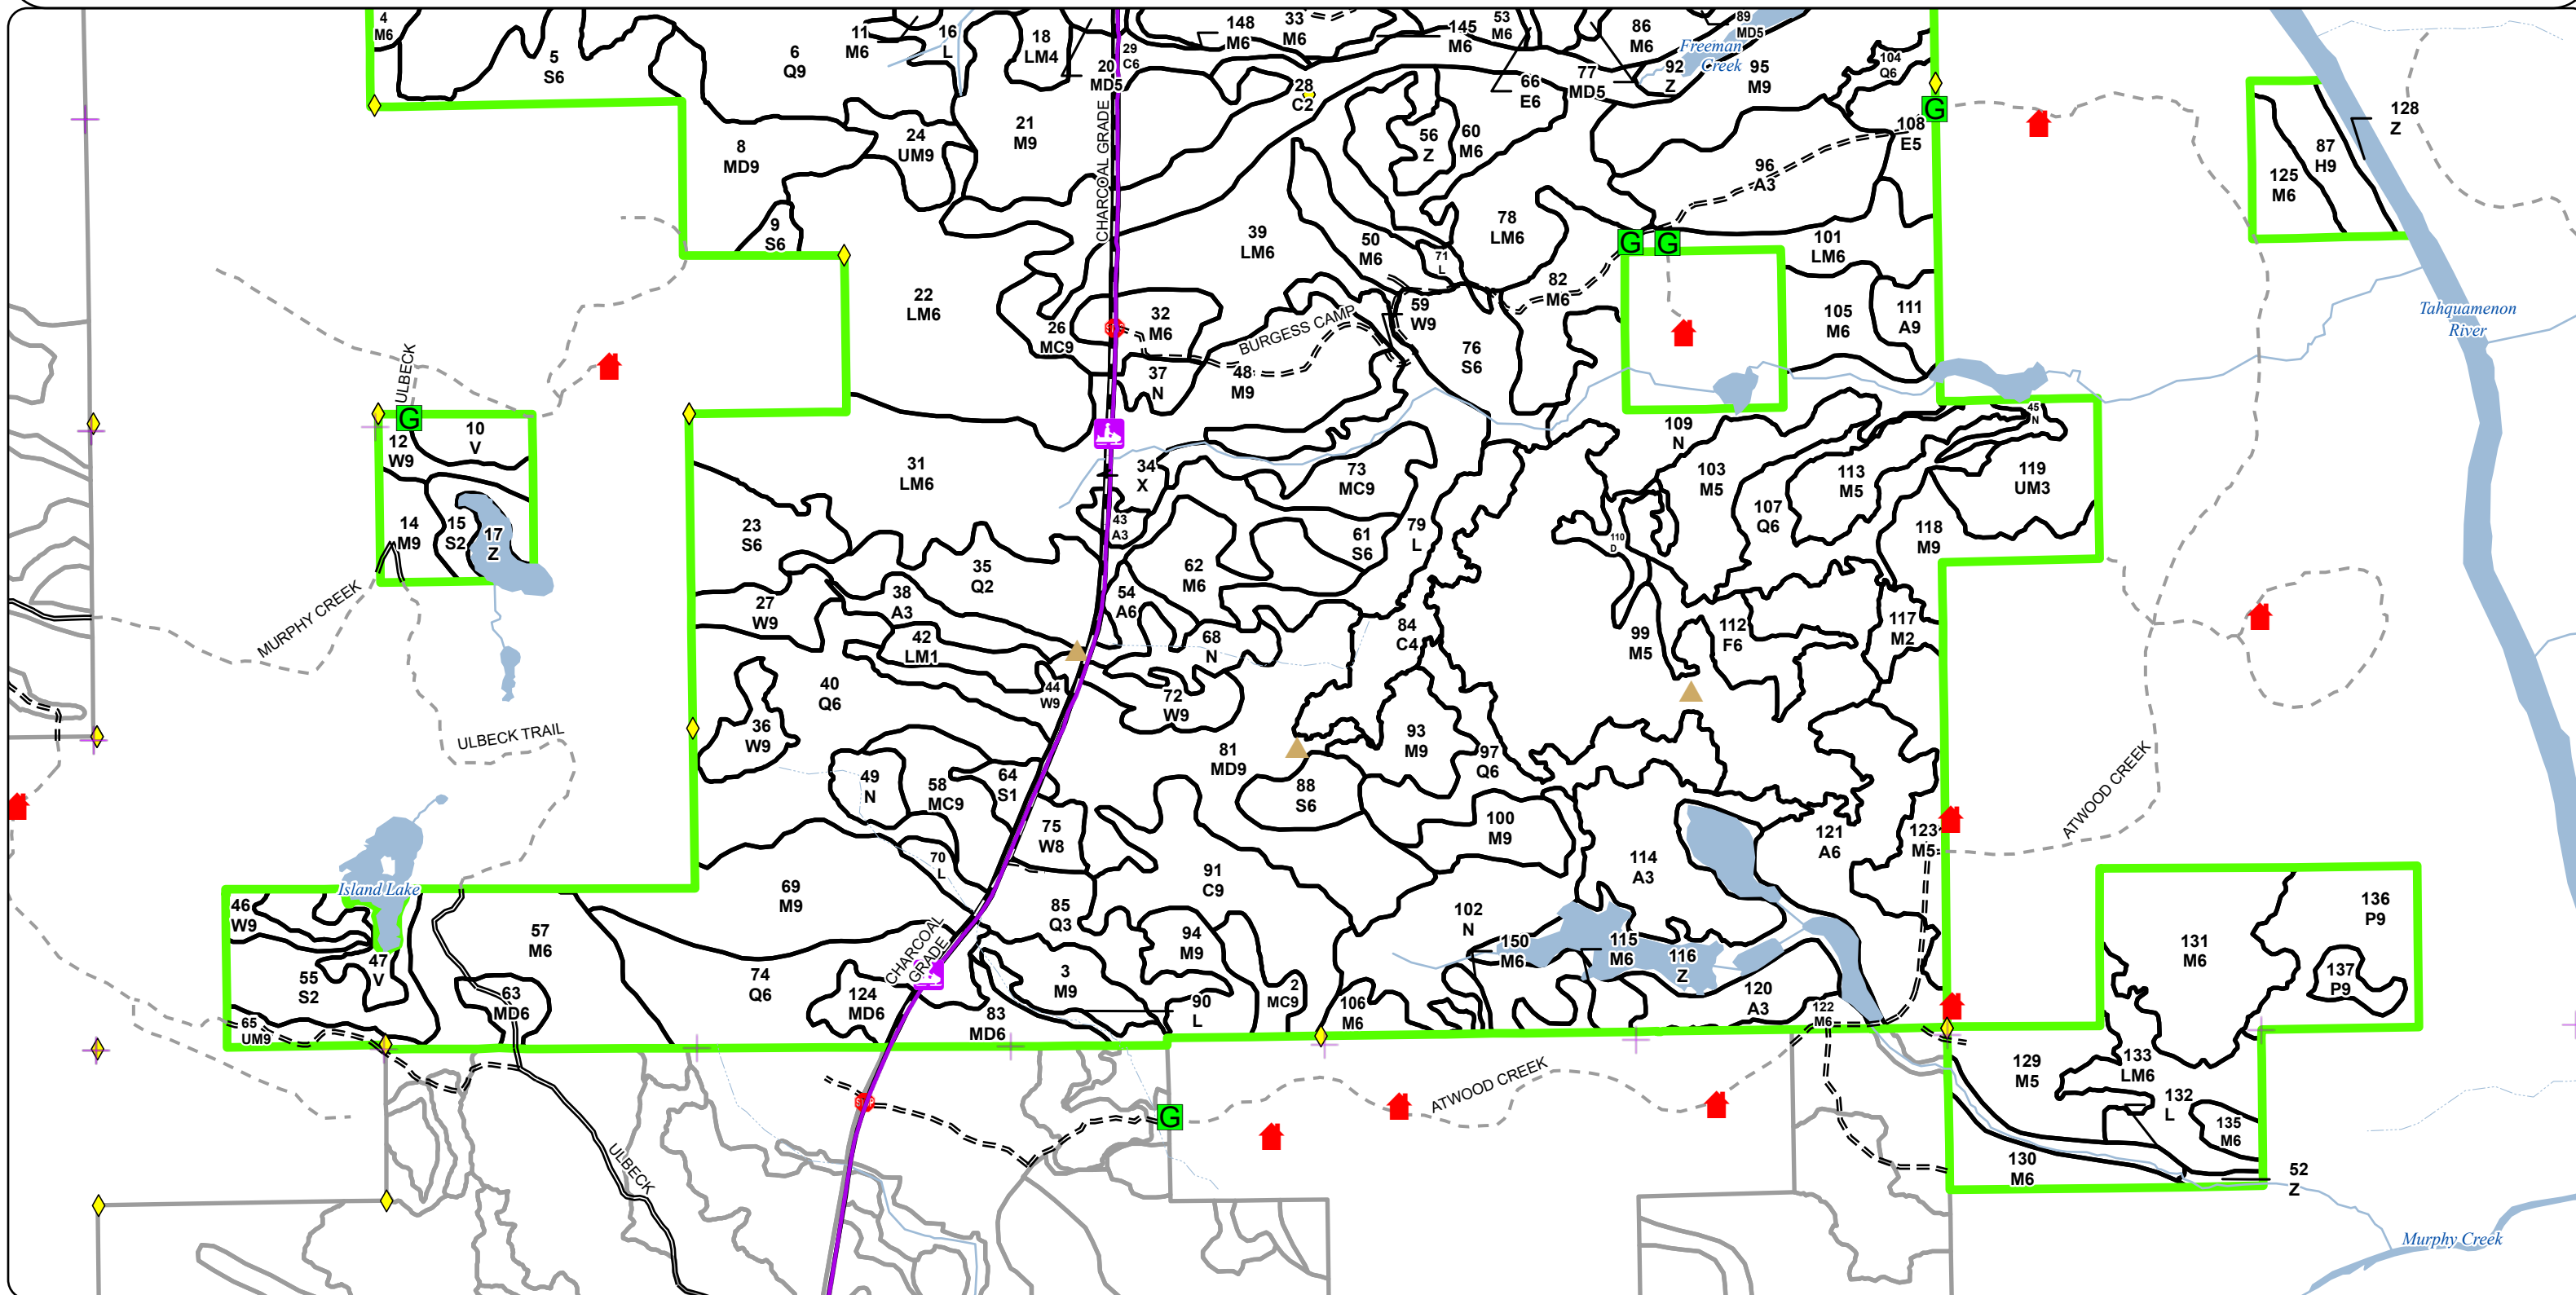 4
M6
5
S6
6
Q9
11
M6
16
L
18
LM4
20
MD5
29
C6
148
M6
33
M6
145
M6
53
M6
86
M6
89
MD5
Freeman
Creek
92
Z
95
M9
104
Q6
77
MD5
66
E6
28
C2
8
MD9
24
UM9
21
M9
CHARCOAL GRADE
56
Z
60
M6
96
A3
108
E5
G
125
M6
87
H9
128
Z
9
S6
22
LM6
39
LM6
50
M6
71
L
78
LM6
82
M6
G
G
101
LM6
26
MC9
32
M6
BURGESS CAMP
59
W9
76
S6
105
M6
111
A9
Tahquamenon
River
ULBECK
37
N
48
M9
G
12
W9
10
V
14
M9
15
S2
17
Z
31
LM6
34
X
73
MC9
109
N
103
M5
113
M5
45
N
119
UM3
23
S6
43
A3
61
S6
79
L
110
D
107
Q6
118
M9
35
Q2
62
M6
MURPHY CREEK
27
W9
38
A3
54
A6
42
LM1
68
N
84
C4
99
M5
112
F6
117
M2
40
Q6
44
W9
72
W9
36
W9
ULBECK TRAIL
81
MD9
93
M9
97
Q6
49
N
58
MC9
64
S1
88
S6
75
W8
100
M9
121
A6
123
M5
ATWOOD CREEK
Island Lake
70
L
91
C9
114
A3
69
M9
46
W9
57
M6
85
Q3
102
N
136
P9
CHARCOAL
GRADE
94
M9
150
M6
115
M6
116
Z
131
M6
47
V
55
S2
74
Q6
3
M9
2
MC9
137
P9
63
MD6
124
MD6
90
L
106
M6
120
A3
122
M6
65
UM9
83
MD6
129
M5
133
LM6
132
L
135
M6
ATWOOD CREEK
STOP
G
ULBECK
130
M6
52
Z
Murphy Creek